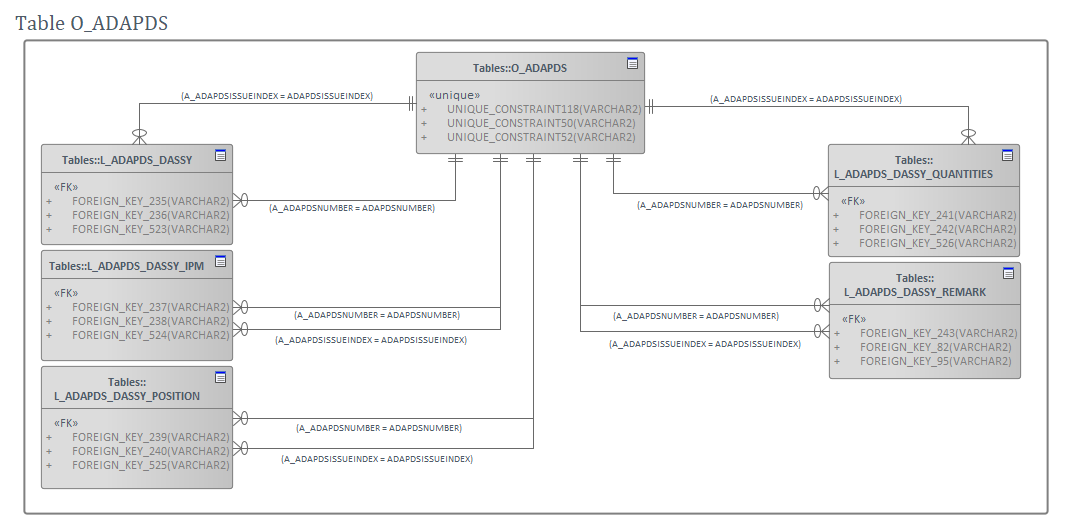 Table O_ADAPDS
Tables::O_ADAPDS
«unique»
+ UNIQUE_CONSTRAINT118(VARCHAR2)
+ UNIQUE_CONSTRAINT50(VARCHAR2)
+ UNIQUE_CONSTRAINT52(VARCHAR2)
(A_ADAPDSISSUEINDEX = ADAPDSISSUEINDEX)
(A_ADAPDSISSUEINDEX = ADAPDSISSUEINDEX)
Tables::L_ADAPDS_DASSY
«FK»
+ FOREIGN_KEY_235(VARCHAR2)
+ FOREIGN_KEY_236(VARCHAR2)
+ FOREIGN_KEY_523(VARCHAR2)
(A_ADAPDSNUMBER = ADAPDSNUMBER)
Tables::L_ADAPDS_DASSY_IPM
«FK»
+ FOREIGN_KEY_237(VARCHAR2)
+ FOREIGN_KEY_238(VARCHAR2)
+ FOREIGN_KEY_524(VARCHAR2)
(A_ADAPDSNUMBER = ADAPDSNUMBER)
(A_ADAPDSISSUEINDEX = ADAPDSISSUEINDEX)
Tables::
L_ADAPDS_DASSY_POSITION
«FK»
+ FOREIGN_KEY_239(VARCHAR2)
+ FOREIGN_KEY_240(VARCHAR2)
+ FOREIGN_KEY_525(VARCHAR2)
(A_ADAPDSNUMBER = ADAPDSNUMBER)
(A_ADAPDSISSUEINDEX = ADAPDSISSUEINDEX)
Tables::
L_ADAPDS_DASSY_QUANTITIES
«FK»
+ FOREIGN_KEY_241(VARCHAR2)
+ FOREIGN_KEY_242(VARCHAR2)
+ FOREIGN_KEY_526(VARCHAR2)
(A_ADAPDSNUMBER = ADAPDSNUMBER)
Tables::
L_ADAPDS_DASSY_REMARK
«FK»
+ FOREIGN_KEY_243(VARCHAR2)
+ FOREIGN_KEY_82(VARCHAR2)
+ FOREIGN_KEY_95(VARCHAR2)
(A_ADAPDSNUMBER = ADAPDSNUMBER)
(A_ADAPDSISSUEINDEX = ADAPDSISSUEINDEX)